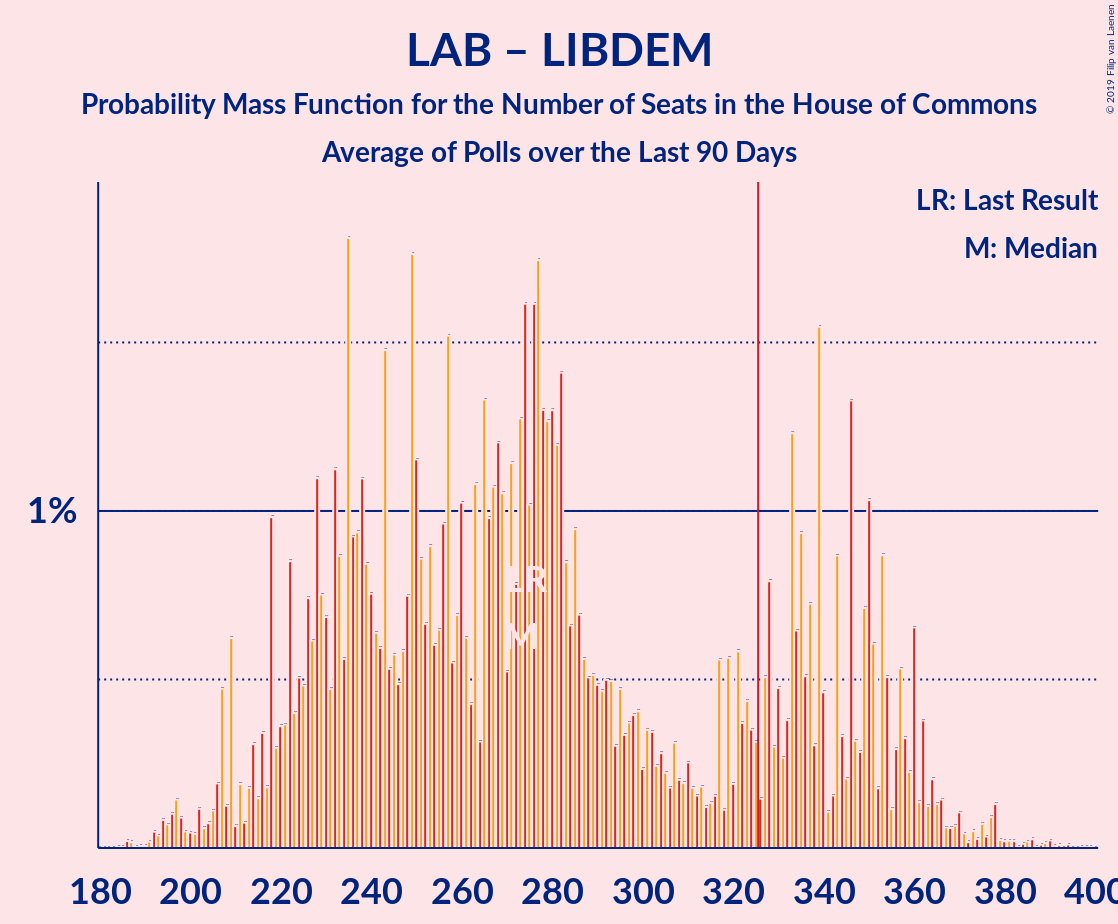 LAB – LIBDEM
Probability Mass Function for the Number of Seats in the House of Commons
Average of Polls over the Last 90 Days
© 2019 Filip van Laenen
LR: Last Result
M: Median
1%
LR
M
180 200 220 240 260 280 300 320 340 360 380 400